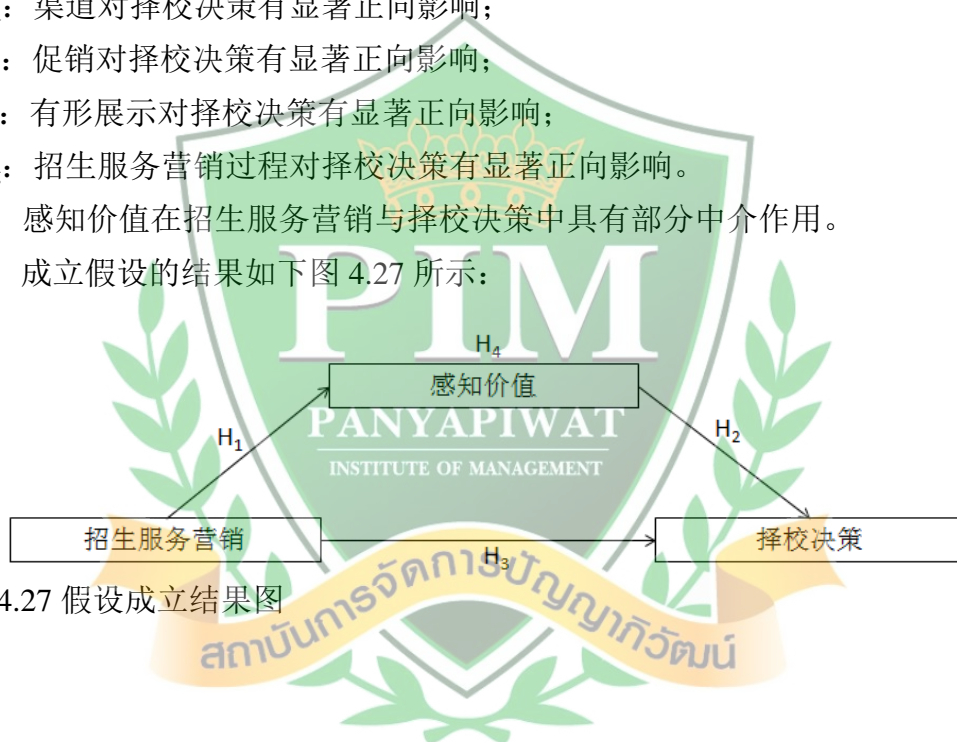 ：渠道对择校决策有显著正向影响；
：促销对择校决策有显著正向影响；
：有形展示对择校决策有显著正向影响；
：招生服务营销过程对择校决策有显著正向影响。
感知价值在招生服务营销与择校决策中具有部分中介作用。
成立假设的结果如下图 4.27 所示：
H₄
感知价值
PIM
PANYAPIWAT
INSTITUTE OF MANAGEMENT
H₁
H₂
招生服务营销
H₃
择校决策
4.27 假设成立结果图
สถาบันการจัดการปัญญาภิวัฒน์